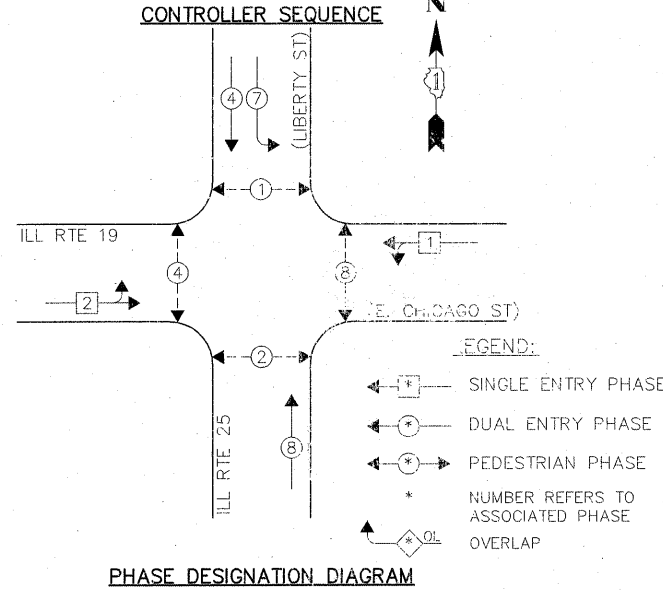 CONTROLLER SEQUENCE
N
1
(LIBERTY ST)
4 7
1
ILL RTE 19
1
4
8
2
(E. CHICAGO ST)
2
LEGEND:
* SINGLE ENTRY PHASE
* DUAL ENTRY PHASE
8
ILL RTE 25
* PEDESTRIAN PHASE
* NUMBER REFERS TO
ASSOCIATED PHASE
* OL OVERLAP
PHASE DESIGNATION DIAGRAM